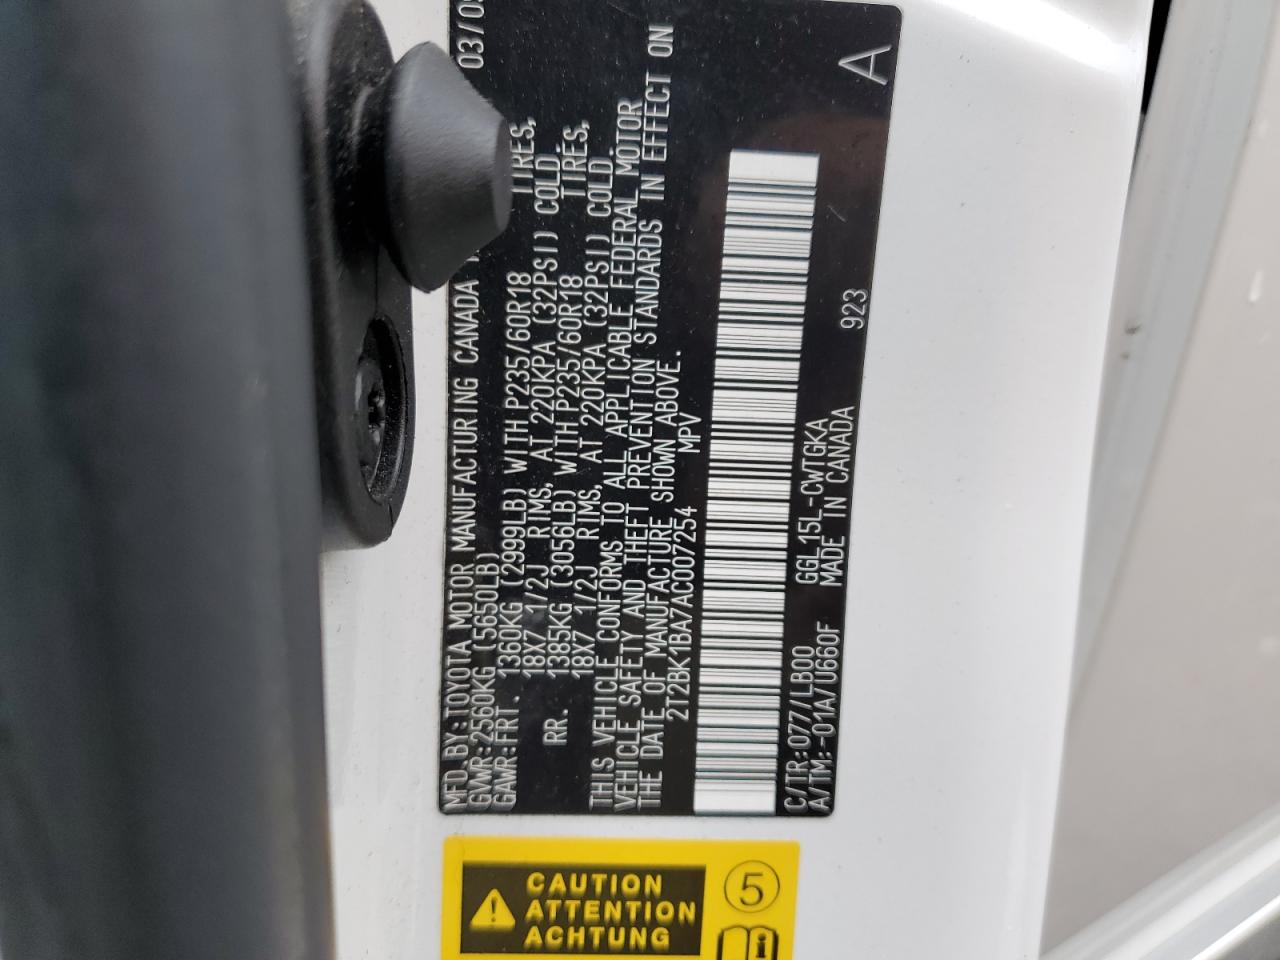 MFD.BY:TOYOTA MOTOR MANUFACTURING CANADA
03/0
GVWR:2560KG (5650LB)
GAWR:FRT. 1360KG (2999LB) WITH P235/60R18 TIRES,
18X7 1/2J RIMS, AT 220KPA (32PSI) COLD.
RR. 1385KG (3056LB) WITH P235/60R18 TIRES,
18X7 1/2J RIMS, AT 220KPA (32PSI) COLD.
THIS VEHICLE CONFORMS TO ALL APPLICABLE FEDERAL MOTOR
VEHICLE SAFETY AND THEFT PREVENTION STANDARDS IN EFFECT ON
THE DATE OF MANUFACTURE SHOWN ABOVE.
2T2BK1BA7AC007254 MPV
A
C/TR:077/LB00 GGL15L-CWTGKA 923
A/TM:-01A/U660F MADE IN CANADA
CAUTION
ATTENTION
ACHTUNG
5
i